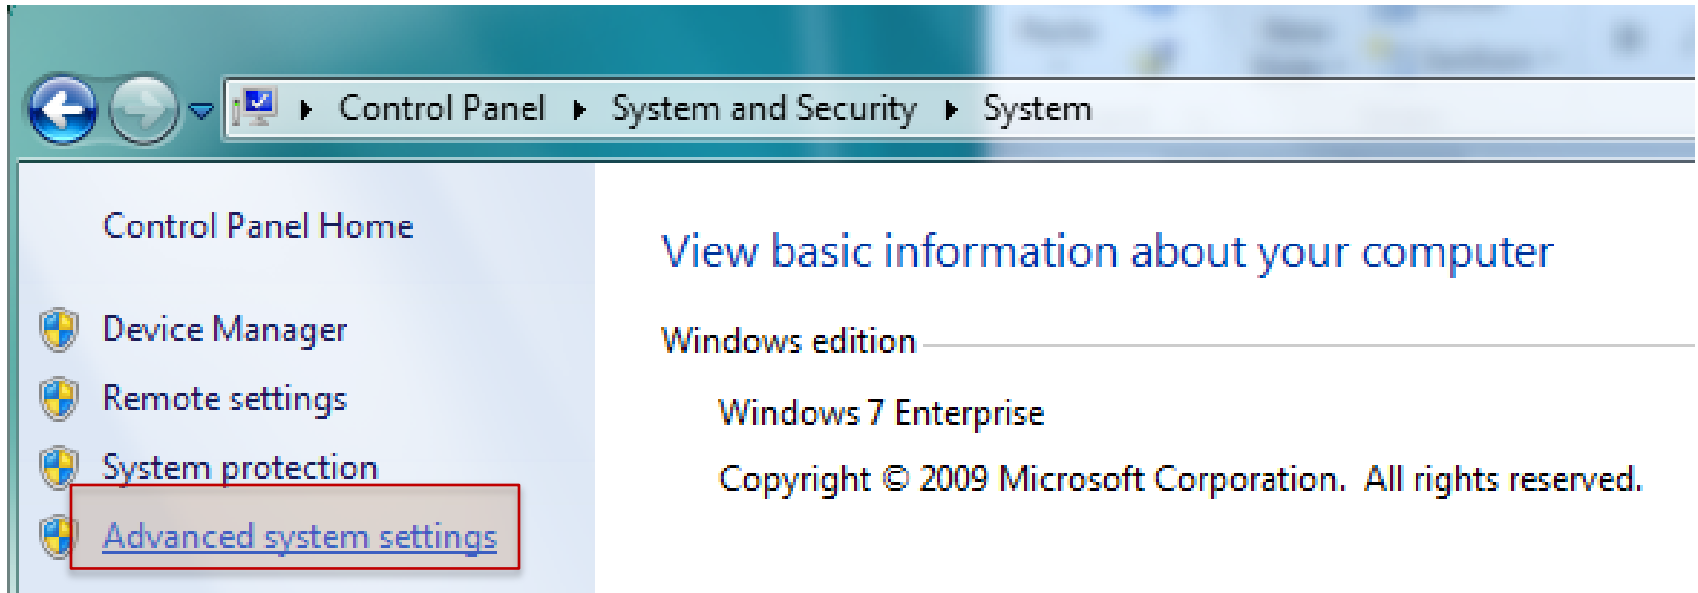 Control Panel System and Security System
Control Panel Home
View basic information about your computer
Device Manager
Windows edition
Remote settings
Windows 7 Enterprise
System protection
Copyright © 2009 Microsoft Corporation. All rights reserved.
Advanced system settings